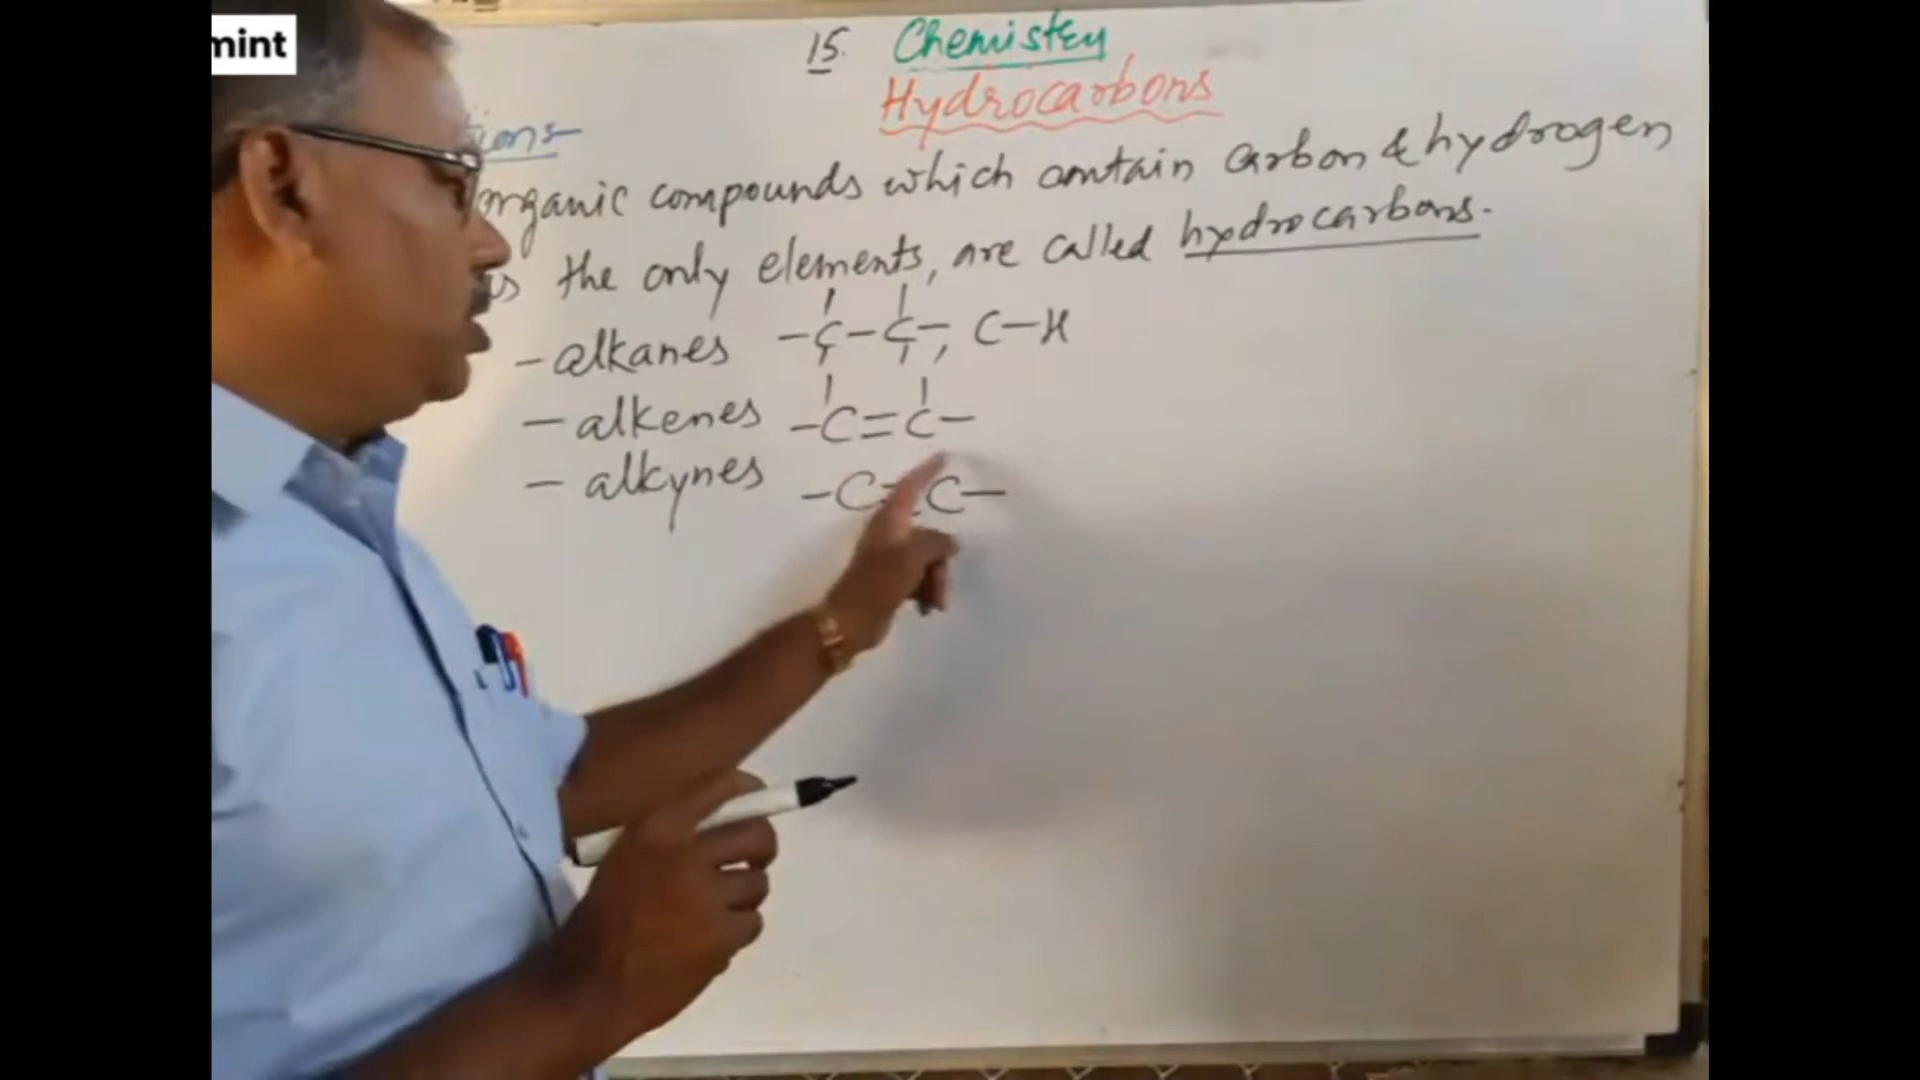 mint
15. Chemistry
Hydrocarbons
organic compounds which contain carbon & hydrogen
the only elements, are called hydrocarbons.
- alkanes -C-C-, C-H
- alkenes -C=C-
- alkynes -C≡C-